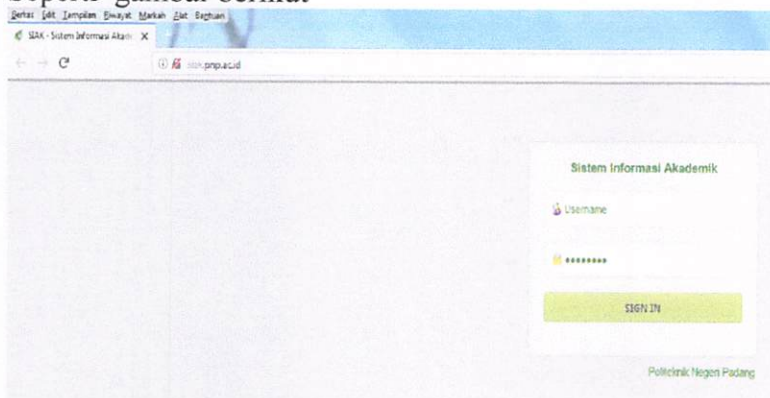 Seperti gambar berikut
Berkas Edit Tampilan Riwayat Markah Alat Bantuan
SIAK - Sistem Informasi Akade X
siak.pnp.ac.id
Sistem Informasi Akademik
Username
••••••••
SIGN IN
Politeknik Negeri Padang